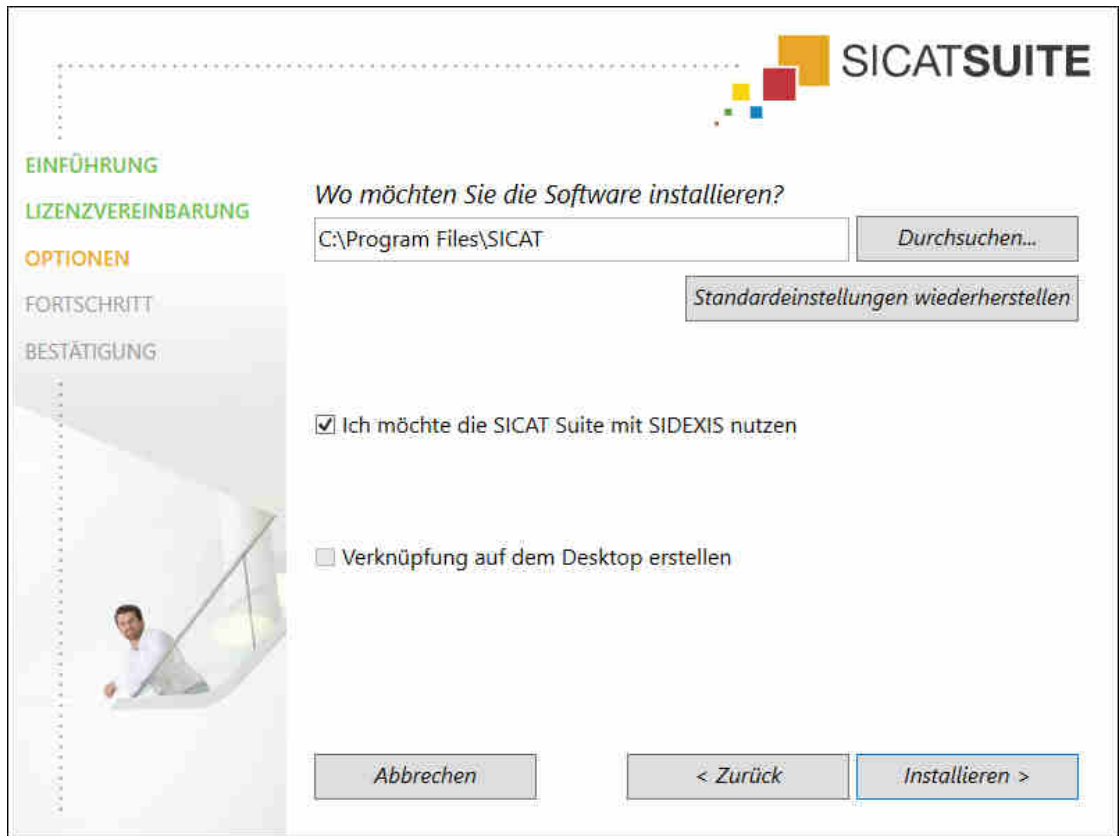 SICATSUITE
EINFÜHRUNG
LIZENZVEREINBARUNG
OPTIONEN
FORTSCHRITT
BESTÄTIGUNG
Wo möchten Sie die Software installieren?
C:\Program Files\SICAT
Durchsuchen...
Standardeinstellungen wiederherstellen
Ich möchte die SICAT Suite mit SIDEXIS nutzen
Verknüpfung auf dem Desktop erstellen
Abbrechen
< Zurück
Installieren >